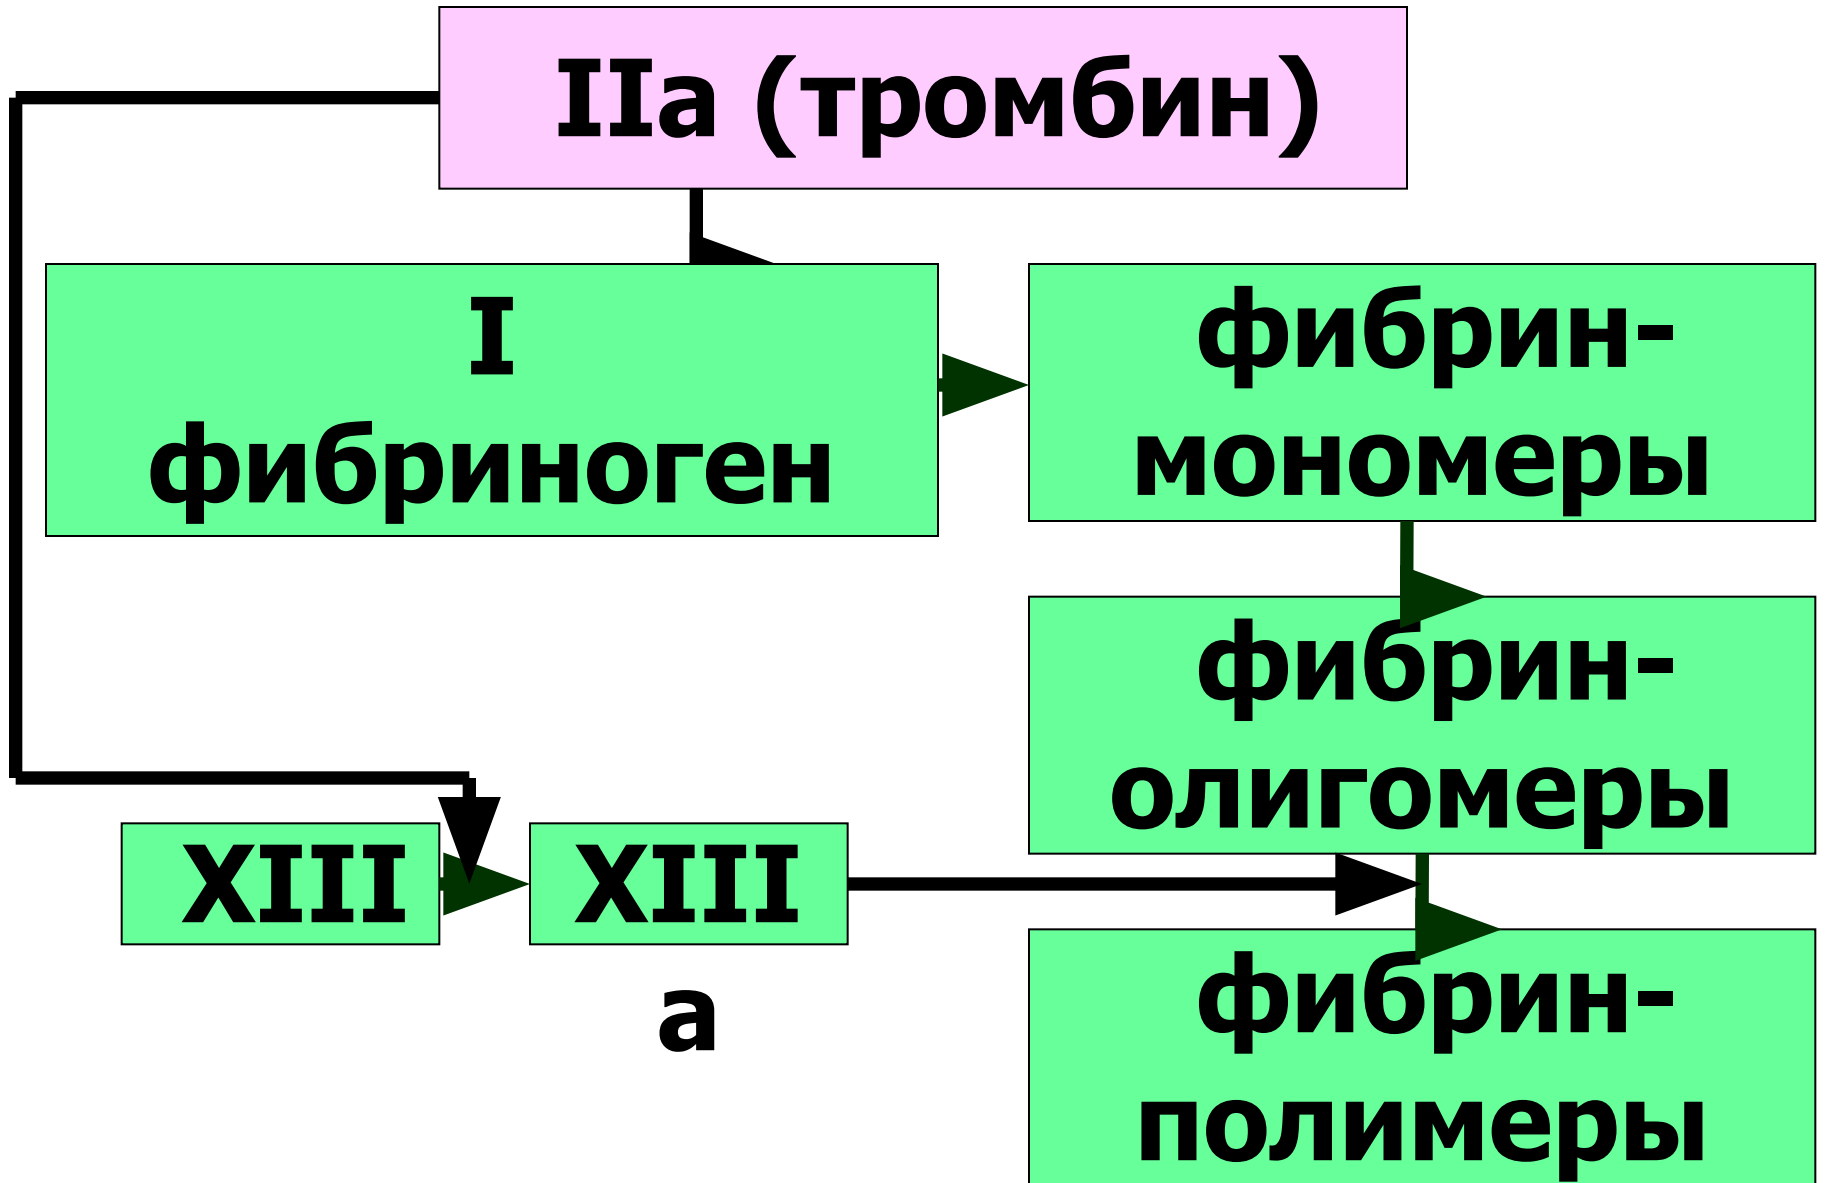 IIa (тромбин)
I
фибриноген
фибрин-
мономеры
фибрин-
олигомеры
XIII
XIII
а
фибрин-
полимеры